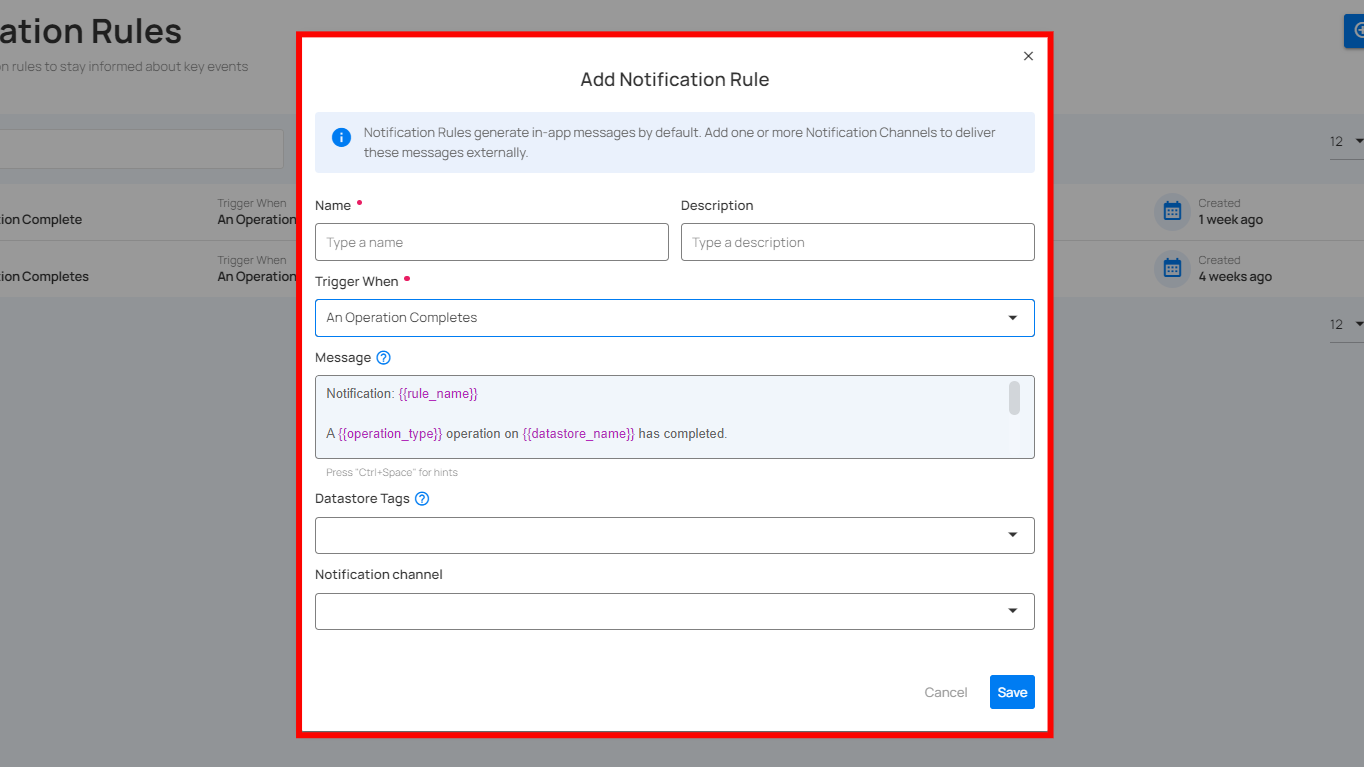 ation Rules
on rules to stay informed about key events
12
Trigger When
ion Complete
An Operation
Created
1 week ago
Trigger When
ion Completes
An Operation
Created
4 weeks ago
12
Add Notification Rule
Notification Rules generate in-app messages by default. Add one or more Notification Channels to deliver
these messages externally.
Name
Description
Type a name
Type a description
Trigger When
An Operation Completes
Message
Notification: {{rule_name}}
A {{operation_type}} operation on {{datastore_name}} has completed.
Press "Ctrl+Space" for hints
Datastore Tags
Notification channel
Cancel
Save